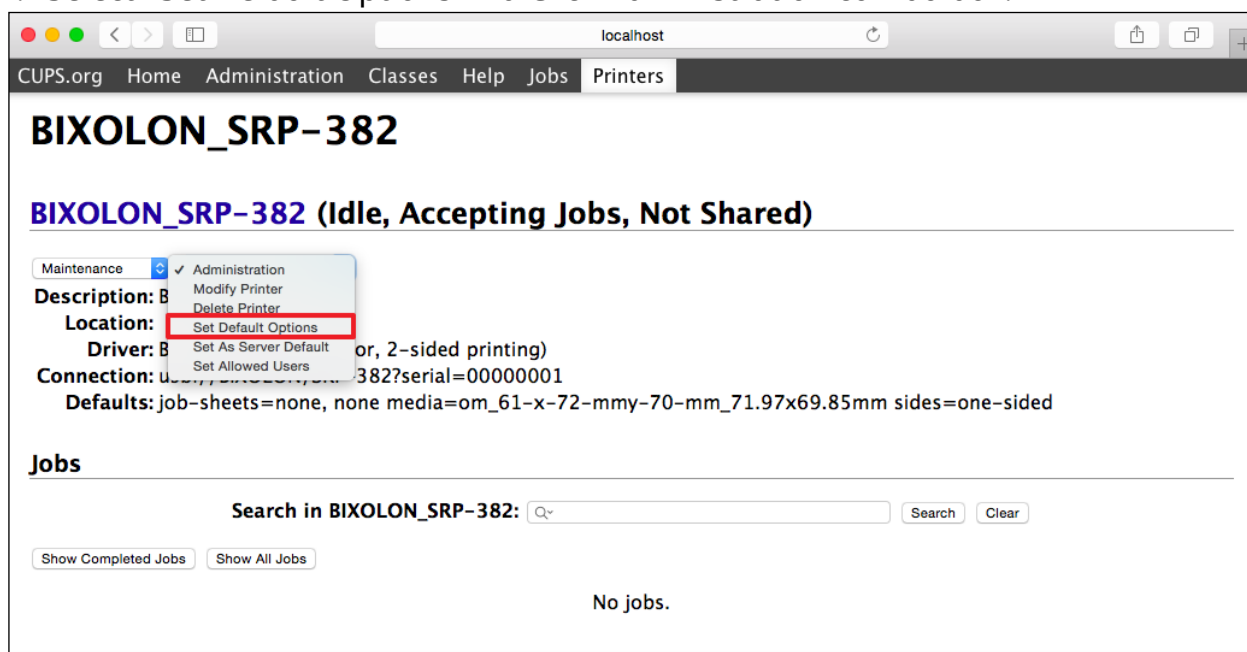 localhost
CUPS.org Home Administration Classes Help Jobs Printers
BIXOLON_SRP-382
BIXOLON_SRP-382 (Idle, Accepting Jobs, Not Shared)
Maintenance
✓ Administration
Modify Printer
Delete Printer
Set Default Options
Set As Server Default
Set Allowed Users
Description: B
Location:
Driver: B or, 2-sided printing)
Connection: 382?serial=00000001
Defaults: job-sheets=none, none media=om_61-x-72-mmy-70-mm_71.97x69.85mm sides=one-sided
Jobs
Search in BIXOLON_SRP-382:
Search Clear
Show Completed Jobs Show All Jobs
No jobs.